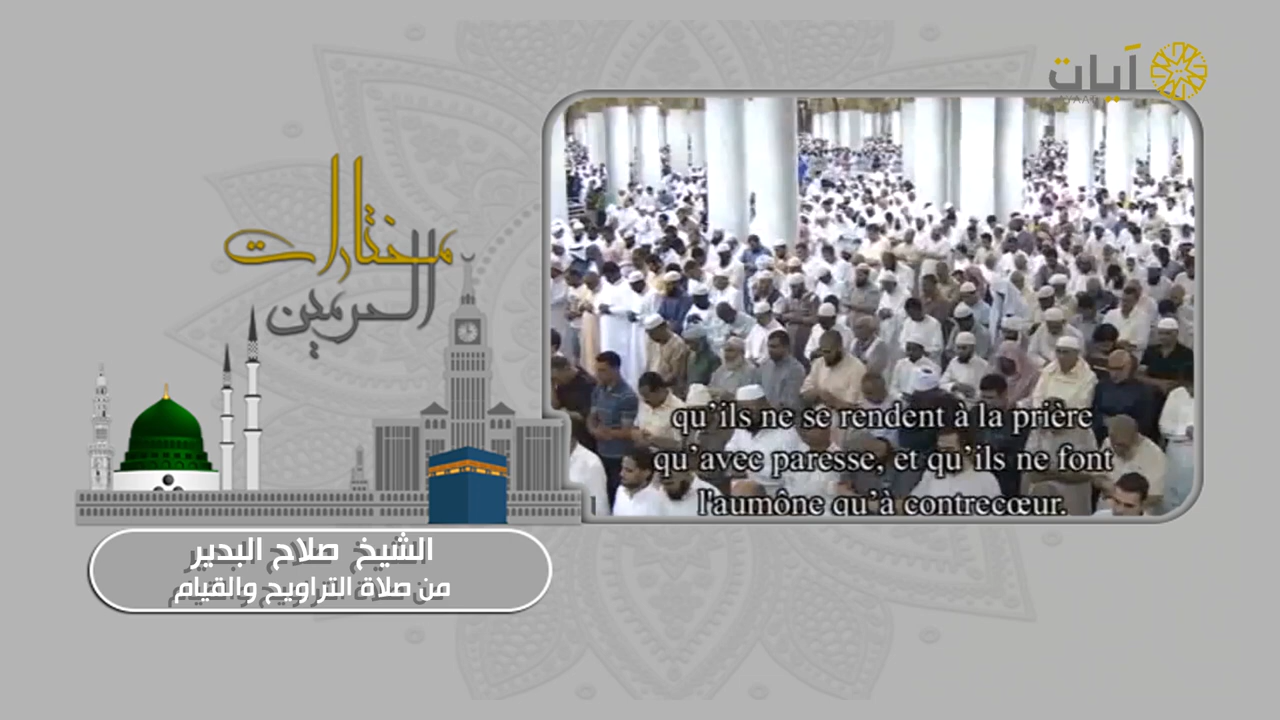 آيات
AYAAT
مختارات
الحرمين
qu'ils ne se rendent à la prière
qu'avec paresse, et qu'ils ne font
l'aumône qu'à contrecœur.
الشيخ صلاح البدير
من صلاة التراويح والقيام